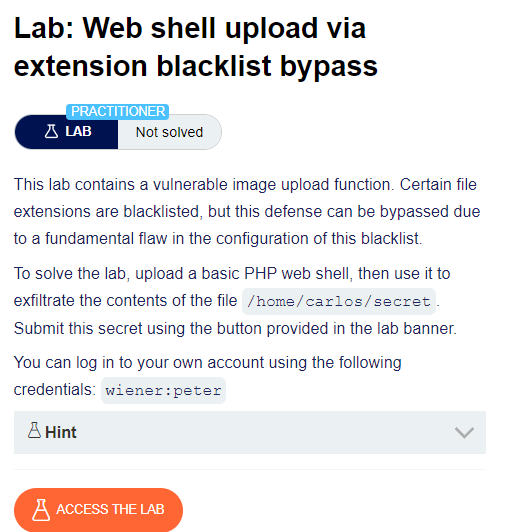 Lab: Web shell upload via
extension blacklist bypass
PRACTITIONER
LAB
Not solved
This lab contains a vulnerable image upload function. Certain file
extensions are blacklisted, but this defense can be bypassed due
to a fundamental flaw in the configuration of this blacklist.
To solve the lab, upload a basic PHP web shell, then use it to
exfiltrate the contents of the file /home/carlos/secret.
Submit this secret using the button provided in the lab banner.
You can log in to your own account using the following
credentials: wiener:peter
Hint
ACCESS THE LAB